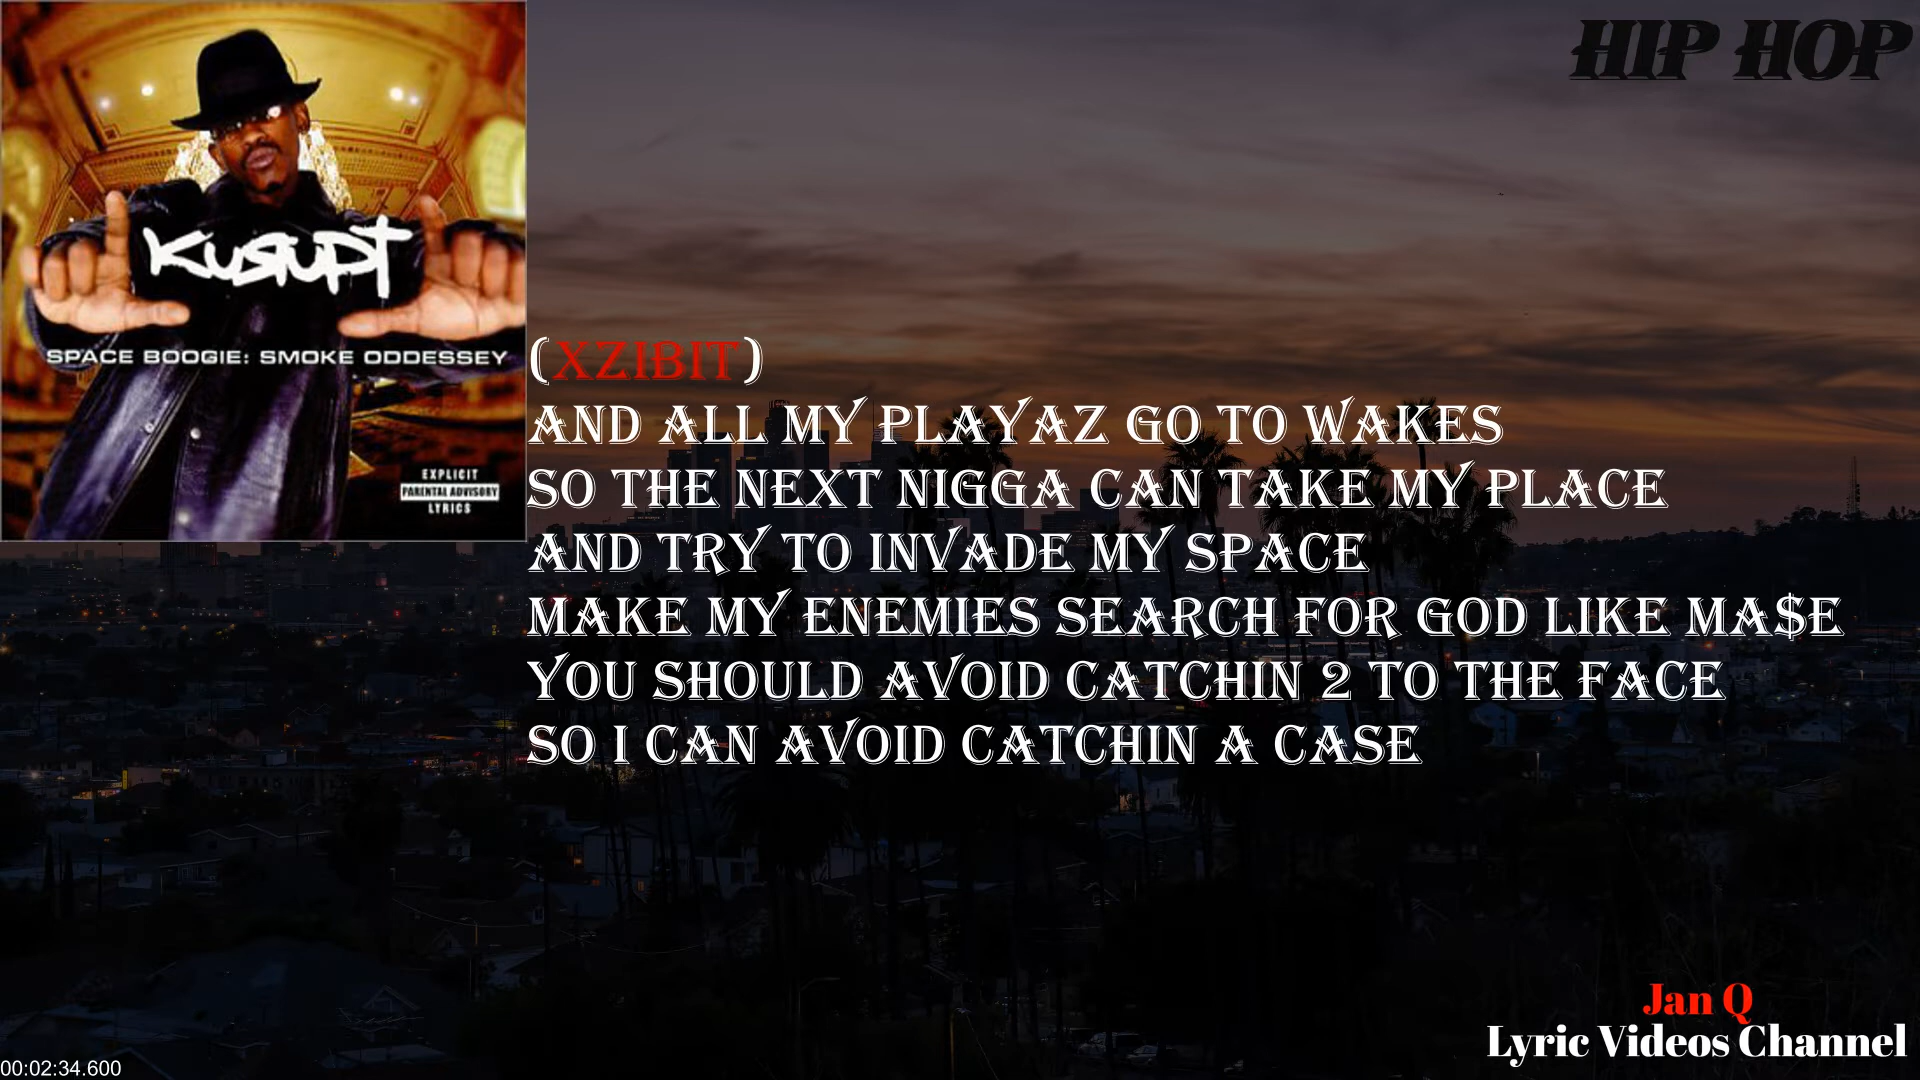 HIP HOP
KURUPT
SPACE BOOGIE: SMOKE ODDESSEY
EXPLICIT
PARENTAL ADVISORY
LYRICS
(XZIBIT)
AND ALL MY PLAYAZ GO TO WAKES
SO THE NEXT NIGGA CAN TAKE MY PLACE
AND TRY TO INVADE MY SPACE
MAKE MY ENEMIES SEARCH FOR GOD LIKE MA$E
YOU SHOULD AVOID CATCHIN 2 TO THE FACE
SO I CAN AVOID CATCHIN A CASE
Jan Q
Lyric Videos Channel
00:02:34.600